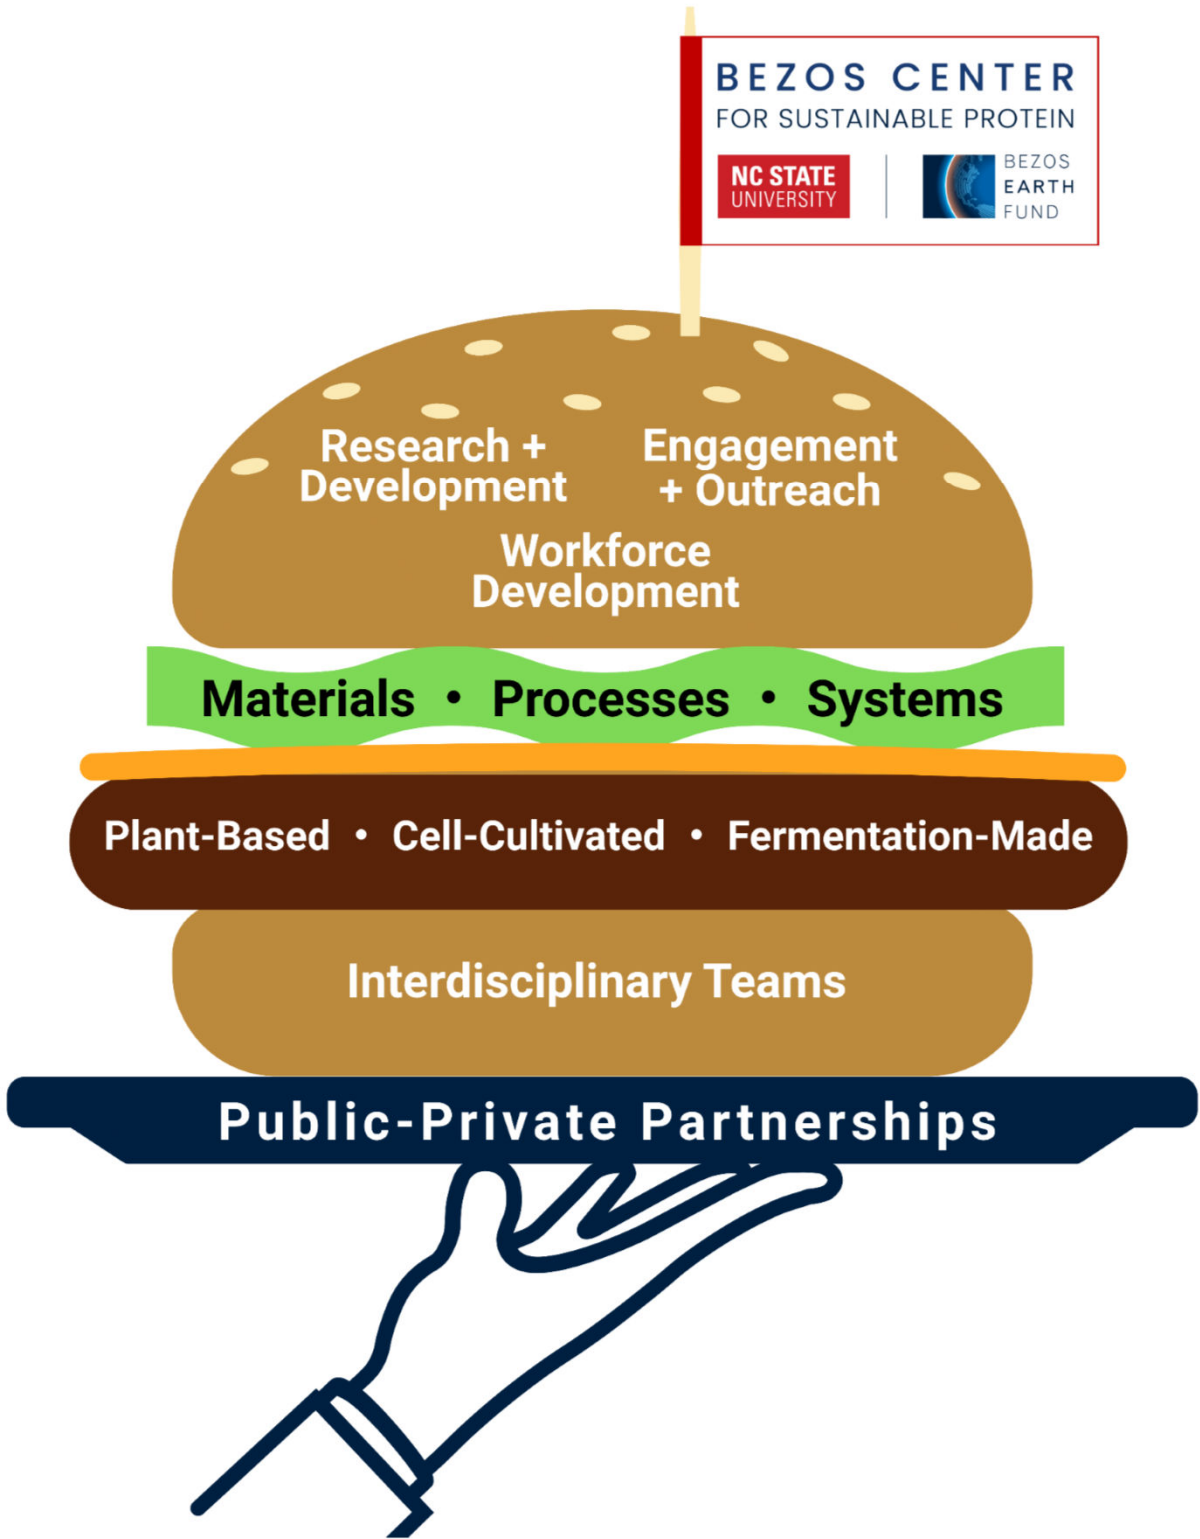 BEZOS CENTER
FOR SUSTAINABLE PROTEIN
NC STATE
UNIVERSITY
BEZOS
EARTH
FUND
Research +
Development
Engagement
+ Outreach
Workforce
Development
Materials • Processes • Systems
Plant-Based • Cell-Cultivated • Fermentation-Made
Interdisciplinary Teams
Public-Private Partnerships